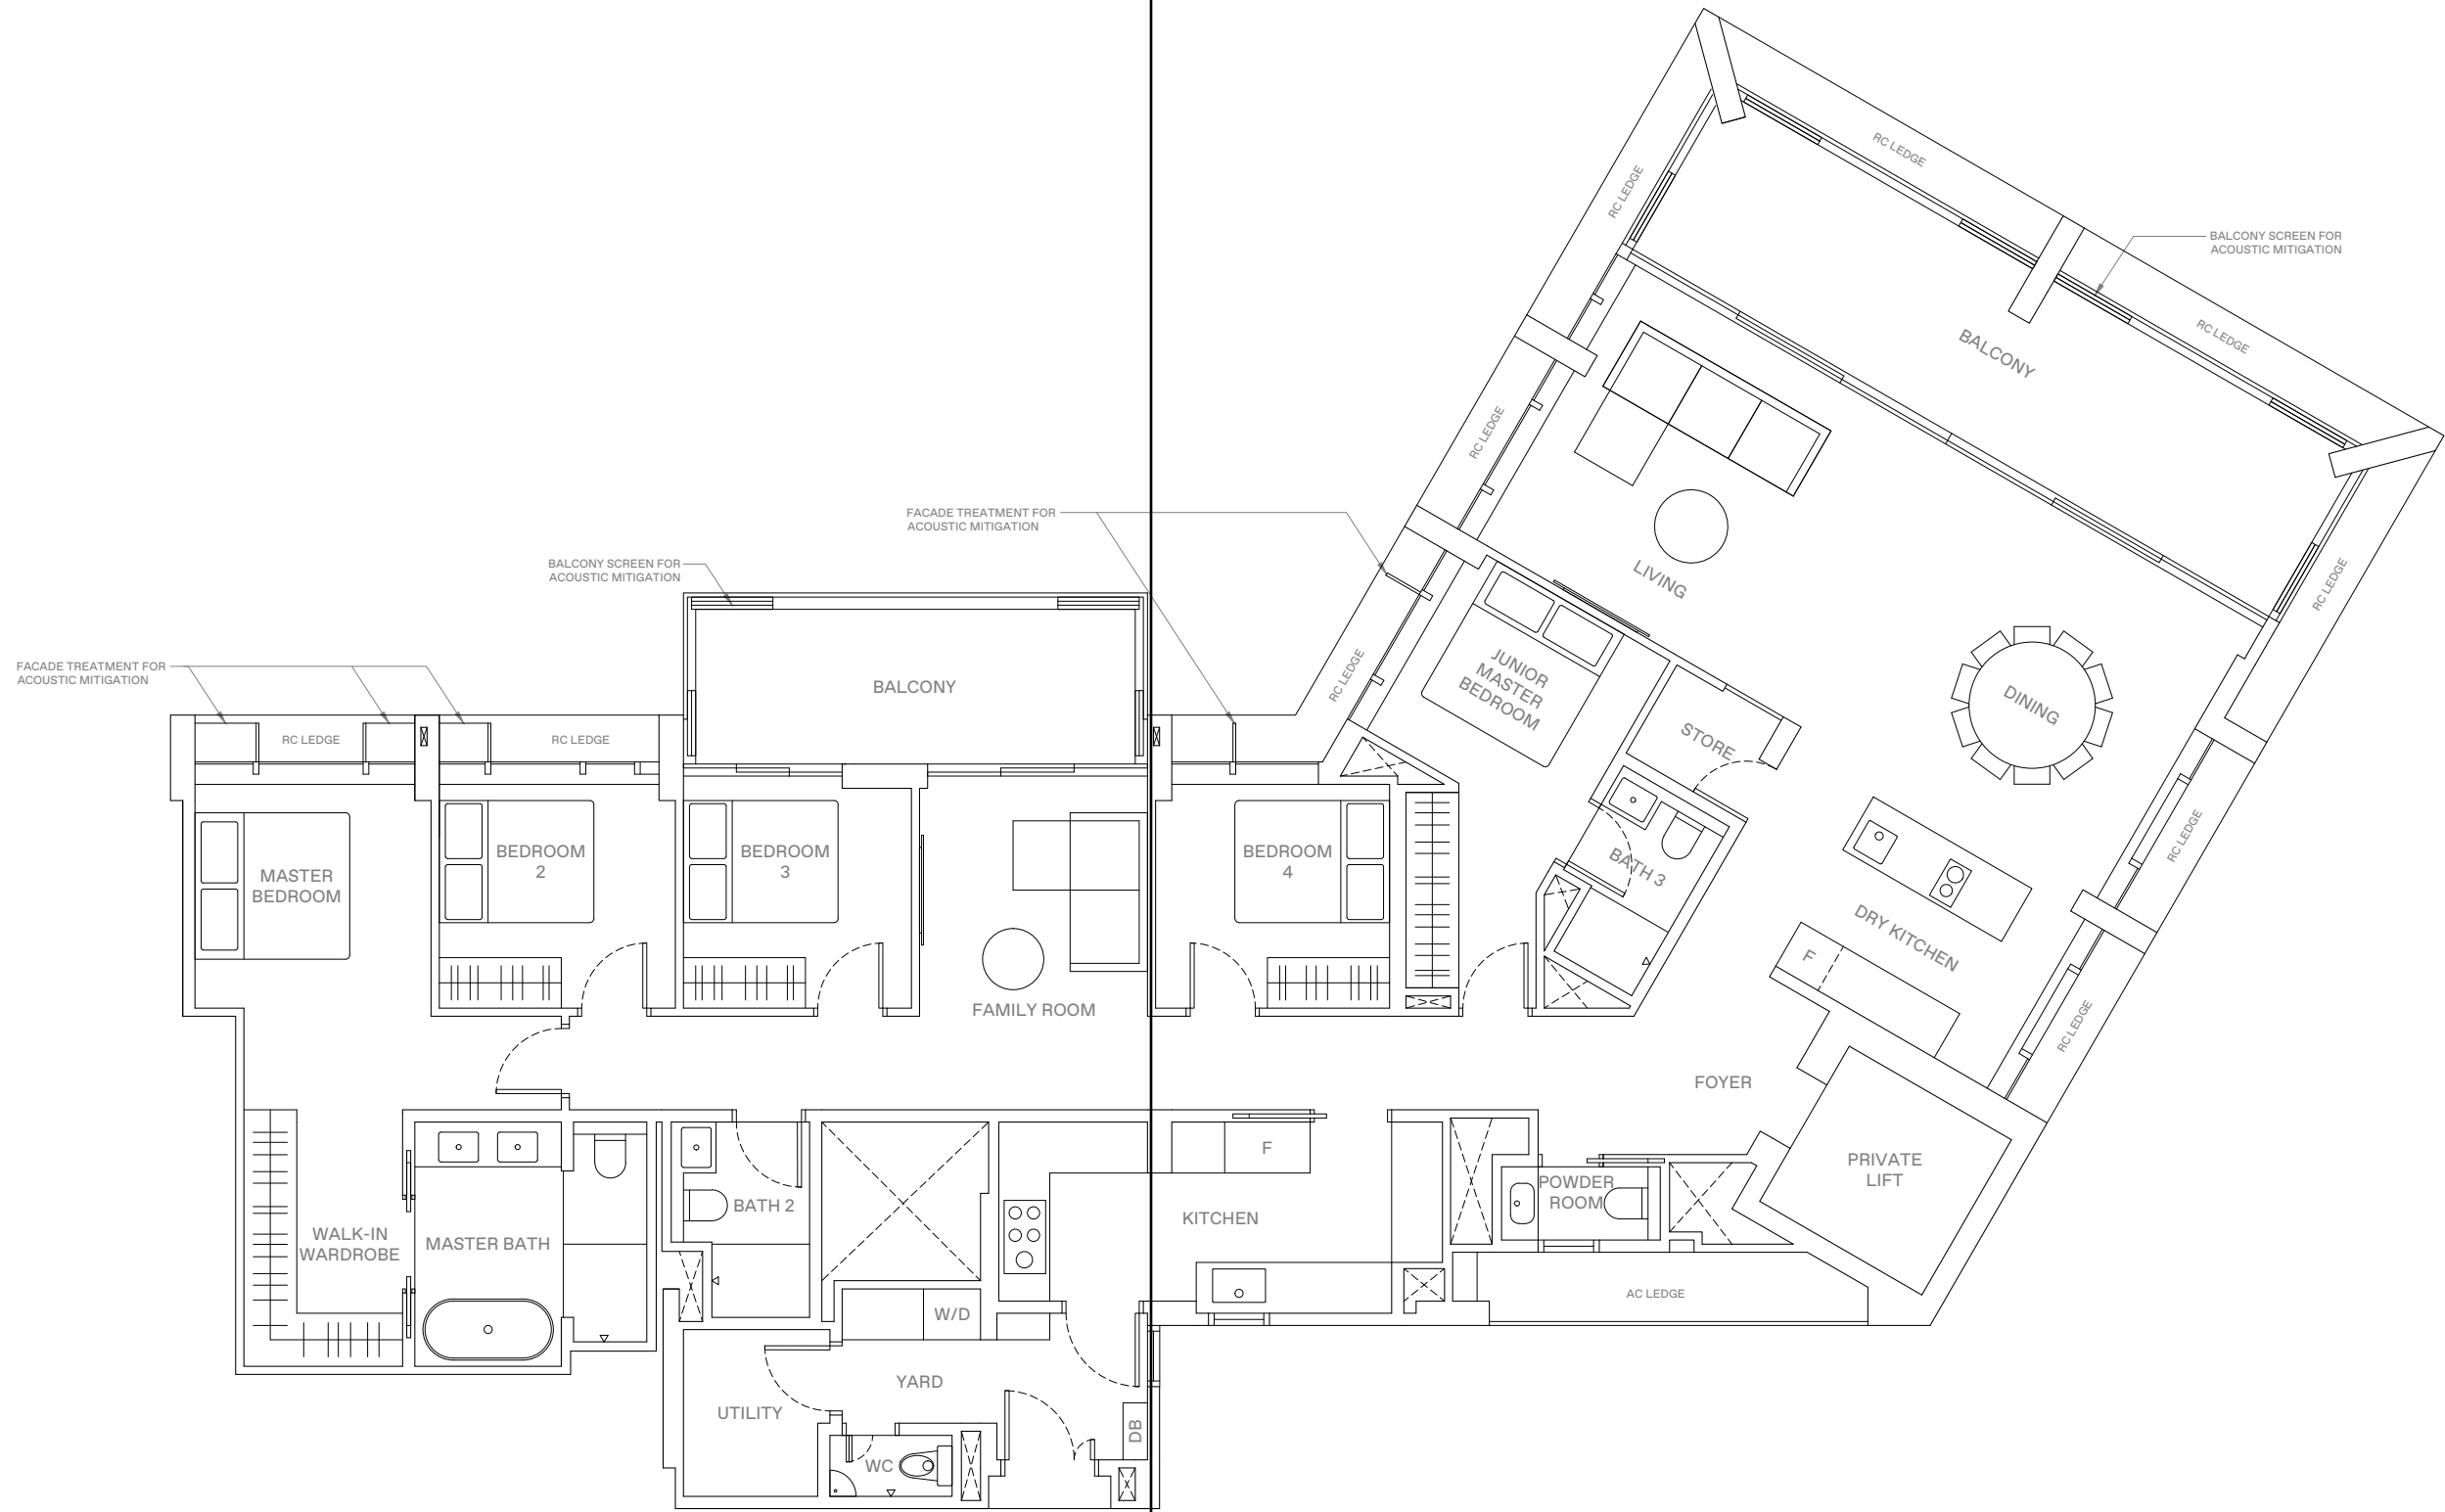 RC LEDGE
RC LEDGE
BALCONY SCREEN FOR
ACOUSTIC MITIGATION
RC LEDGE
BALCONY
RC LEDGE
FACADE TREATMENT FOR
ACOUSTIC MITIGATION
BALCONY SCREEN FOR
ACOUSTIC MITIGATION
LIVING
RC LEDGE
FACADE TREATMENT FOR
ACOUSTIC MITIGATION
BALCONY
RC LEDGE
JUNIOR
MASTER
BEDROOM
DINING
RC LEDGE
RC LEDGE
STORE
RC LEDGE
MASTER
BEDROOM
BEDROOM
2
BEDROOM
3
BEDROOM
4
BATH 3
DRY KITCHEN
F
FAMILY ROOM
RC LEDGE
FOYER
F
PRIVATE
LIFT
POWDER
ROOM
BATH 2
KITCHEN
WALK-IN
WARDROBE
MASTER BATH
AC LEDGE
W/D
YARD
UTILITY
DB
WC